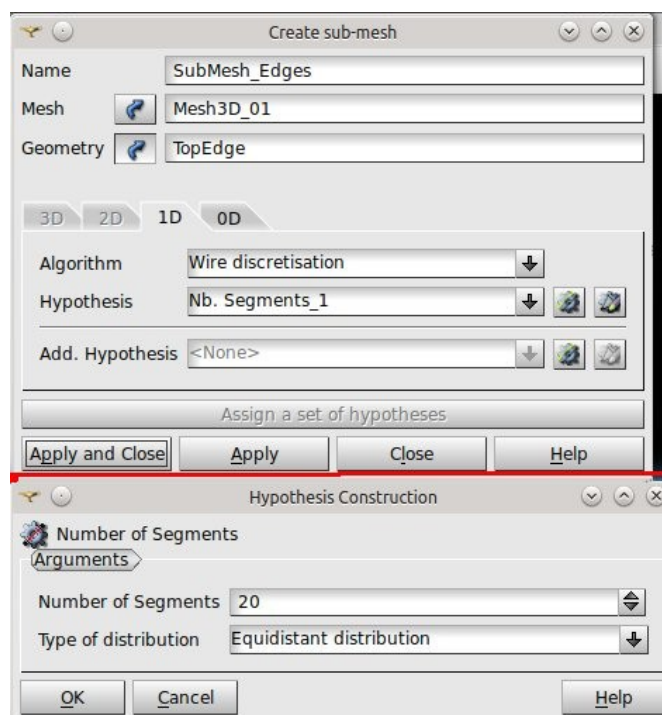 Create sub-mesh
Name SubMesh_Edges
Mesh Mesh3D_01
Geometry TopEdge
3D 2D 1D 0D
Algorithm Wire discretisation
Hypothesis Nb. Segments_1
Add. Hypothesis <None>
Assign a set of hypotheses
Apply and Close Apply Close Help
Hypothesis Construction
Number of Segments
Arguments
Number of Segments 20
Type of distribution Equidistant distribution
OK Cancel Help